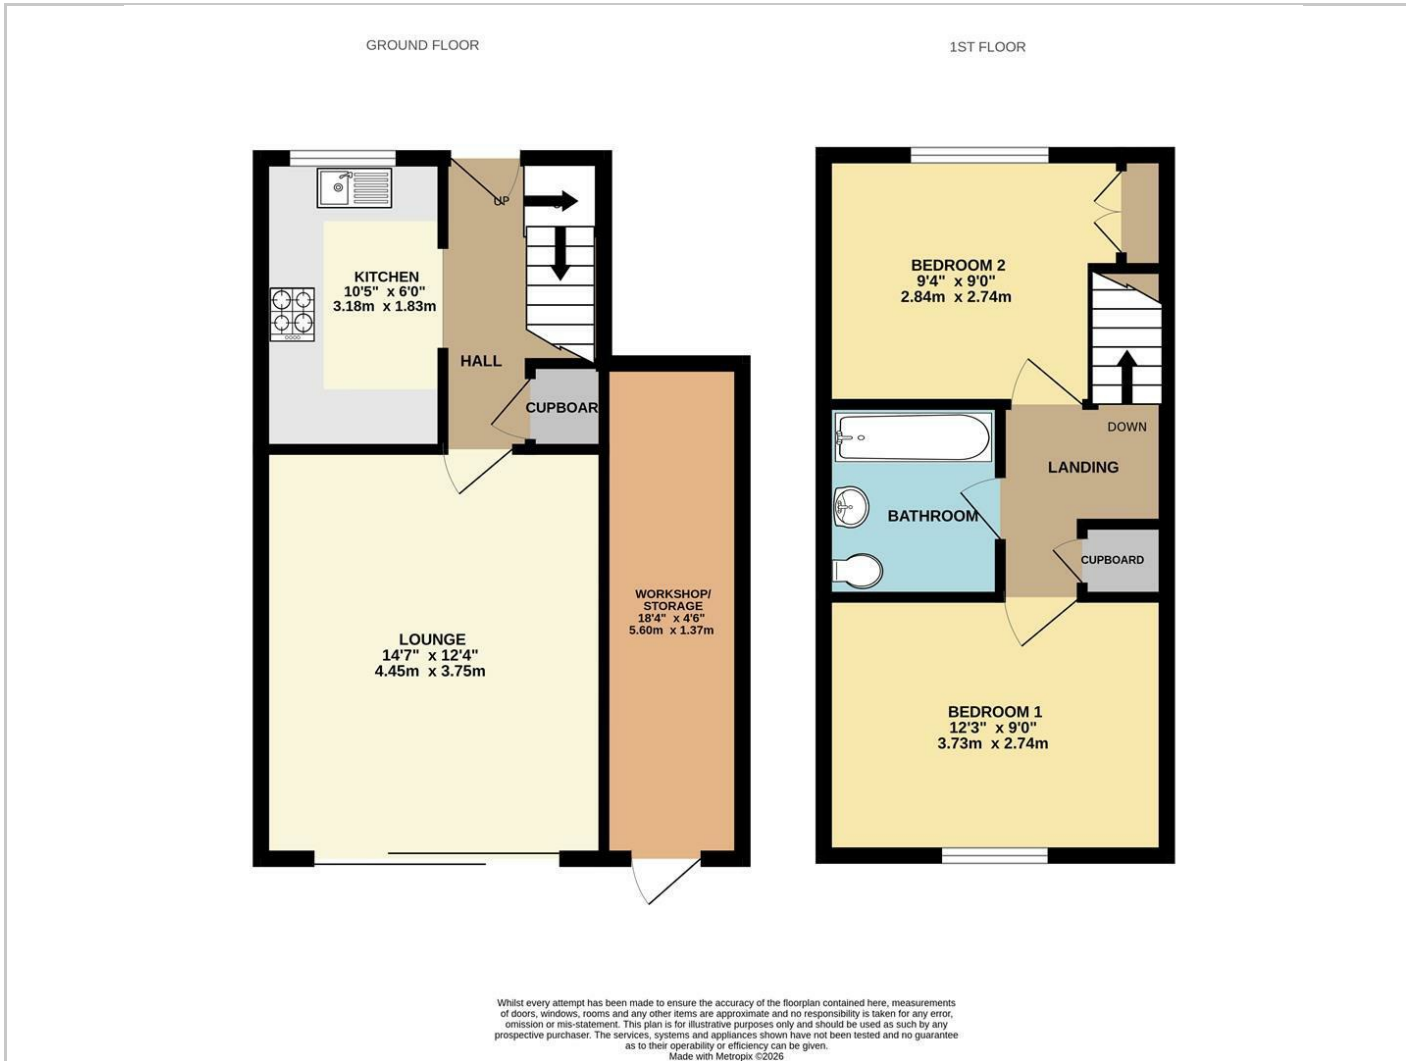 GROUND FLOOR
UP
KITCHEN
10'5" x 6'0"
3.18m x 1.83m
HALL
CUPBOAR
LOUNGE
14'7" x 12'4"
4.45m x 3.75m
WORKSHOP/
STORAGE
18'4" x 4'6"
5.60m x 1.37m
1ST FLOOR
BEDROOM 2
9'4" x 9'0"
2.84m x 2.74m
DOWN
LANDING
BATHROOM
CUPBOARD
BEDROOM 1
12'3" x 9'0"
3.73m x 2.74m
Whilst every attempt has been made to ensure the accuracy of the floorplan contained here, measurements
of doors, windows, rooms and any other items are approximate and no responsibility is taken for any error,
omission or mis-statement. This plan is for illustrative purposes only and should be used as such by any
prospective purchaser. The services, systems and appliances shown have not been tested and no guarantee
as to their operability or efficiency can be given.
Made with Metropix ©2026